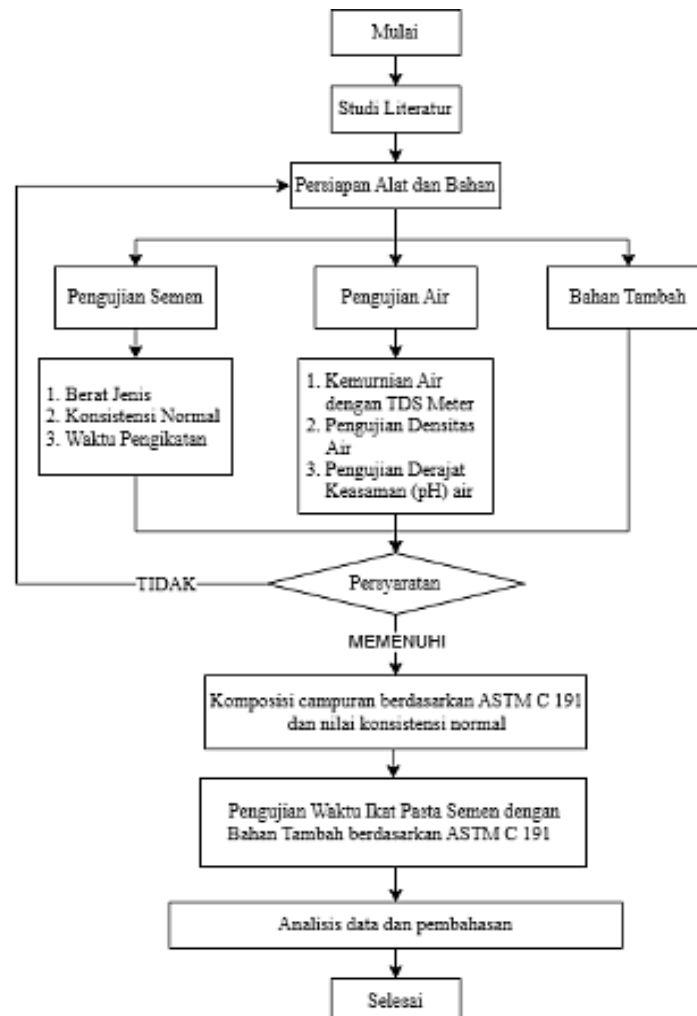 Mulai
Studi Literatur
Persiapan Alat dan Bahan
Pengujian Semen
Pengujian Air
Bahan Tambah
1. Berat Jenis
2. Konsistensi Normal
3. Waktu Pengikatan
1. Kemurnian Air
dengan TDS Meter
2. Pengujian Densitas
Air
3. Pengujian Derajat
Keasaman (pH) air
Persyaratan
TIDAK
MEMENUHI
Komposisi campuran berdasarkan ASTM C 191
dan nilai konsistensi normal
Pengujian Waktu Ikat Pasta Semen dengan
Bahan Tambah berdasarkan ASTM C 191
Analisis data dan pembahasan
Selesai